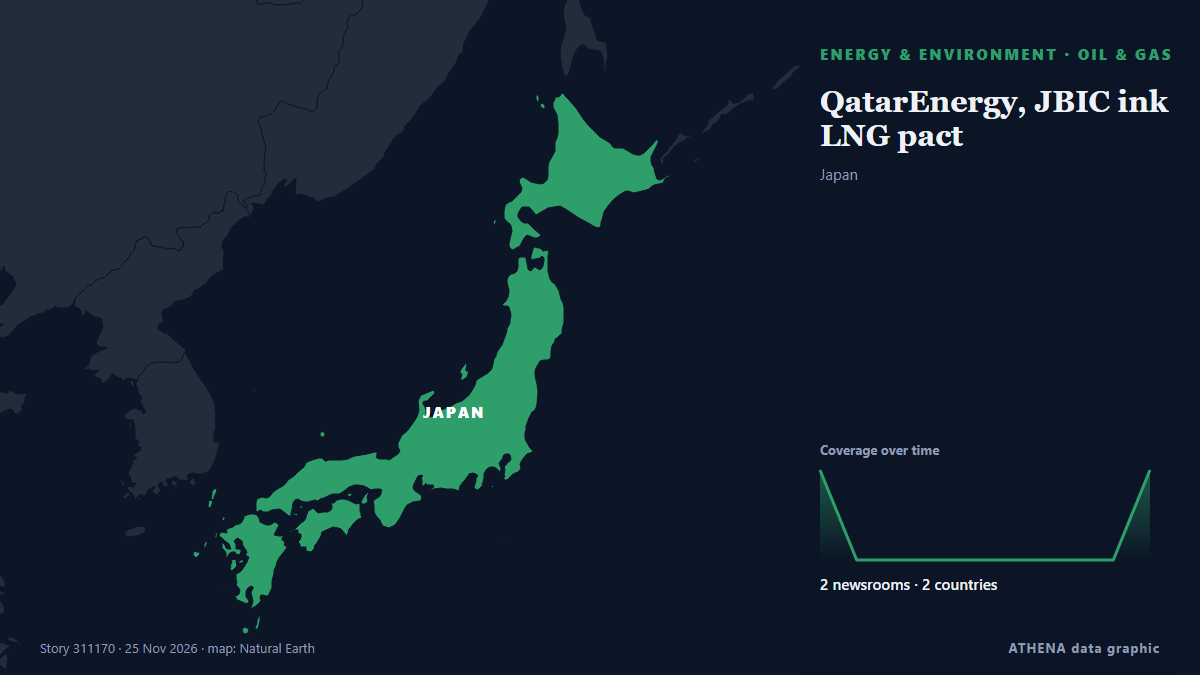 ENERGY & ENVIRONMENT · OIL & GAS
QatarEnergy, JBIC ink
LNG pact
Japan
JAPAN
Coverage over time
2 newsrooms · 2 countries
Story 311170 · 25 Nov 2026 · map: Natural Earth
ATHENA data graphic